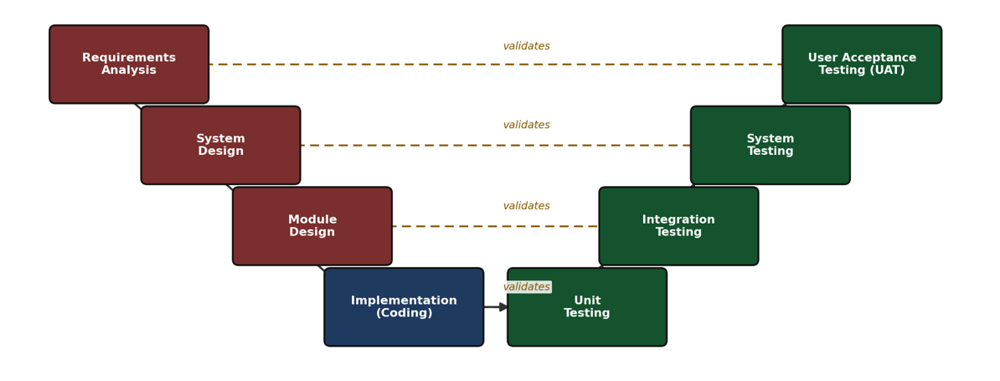 Requirements
Analysis
validates
User Acceptance
Testing (UAT)
System
Design
validates
System
Testing
Module
Design
validates
Integration
Testing
Implementation
(Coding)
validates
Unit
Testing